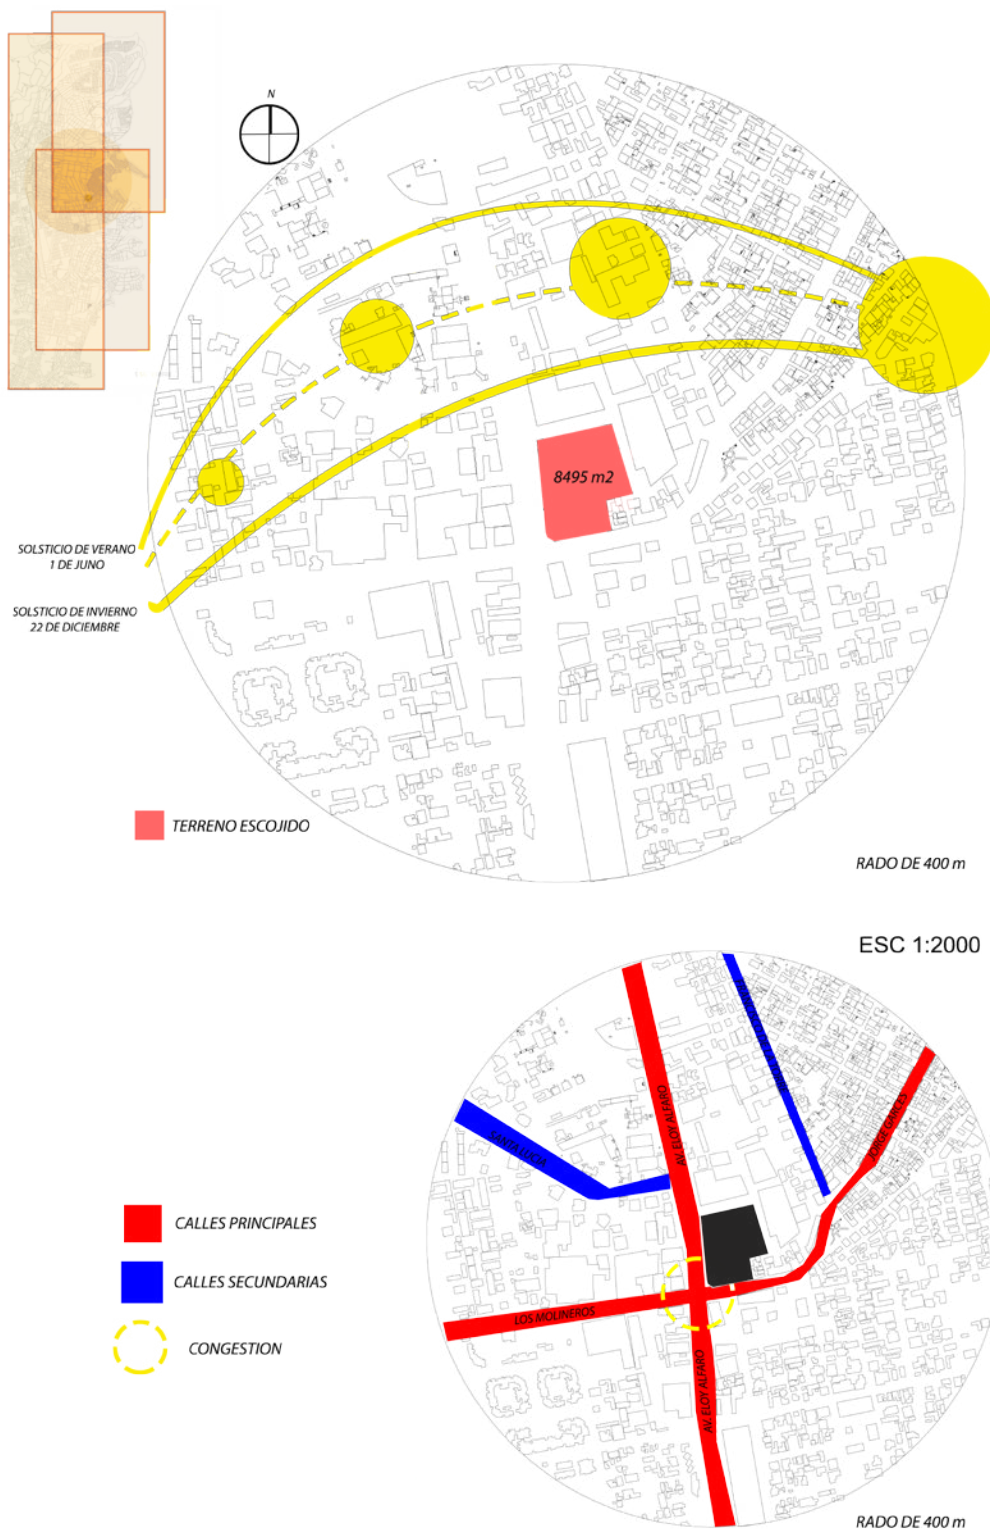 N
8495 m2
SOLSTICIO DE VERANO
1 DE JUNO
SOLSTICIO DE INVIERNO
22 DE DICIEMBRE
TERRENO ESCOJIDO
RADO DE 400 m
ESC 1:2000
AV. ELOY ALFARO
JORGE GARCES
SANTA LUCIA
CALLES PRINCIPALES
CALLES SECUNDARIAS
LOS MOLINEROS
CONGESTION
AV. ELOY ALFARO
RADO DE 400 m